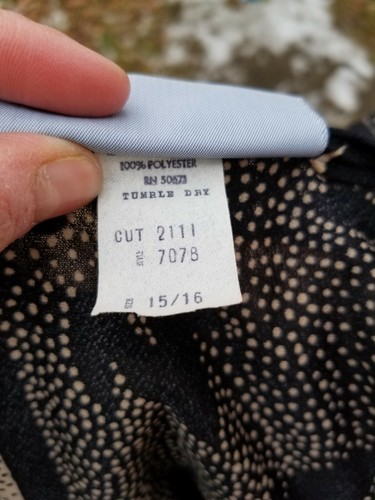 100% POLYESTER
RN 50673
TUMBLE DRY
CUT 2111
7078
15/16